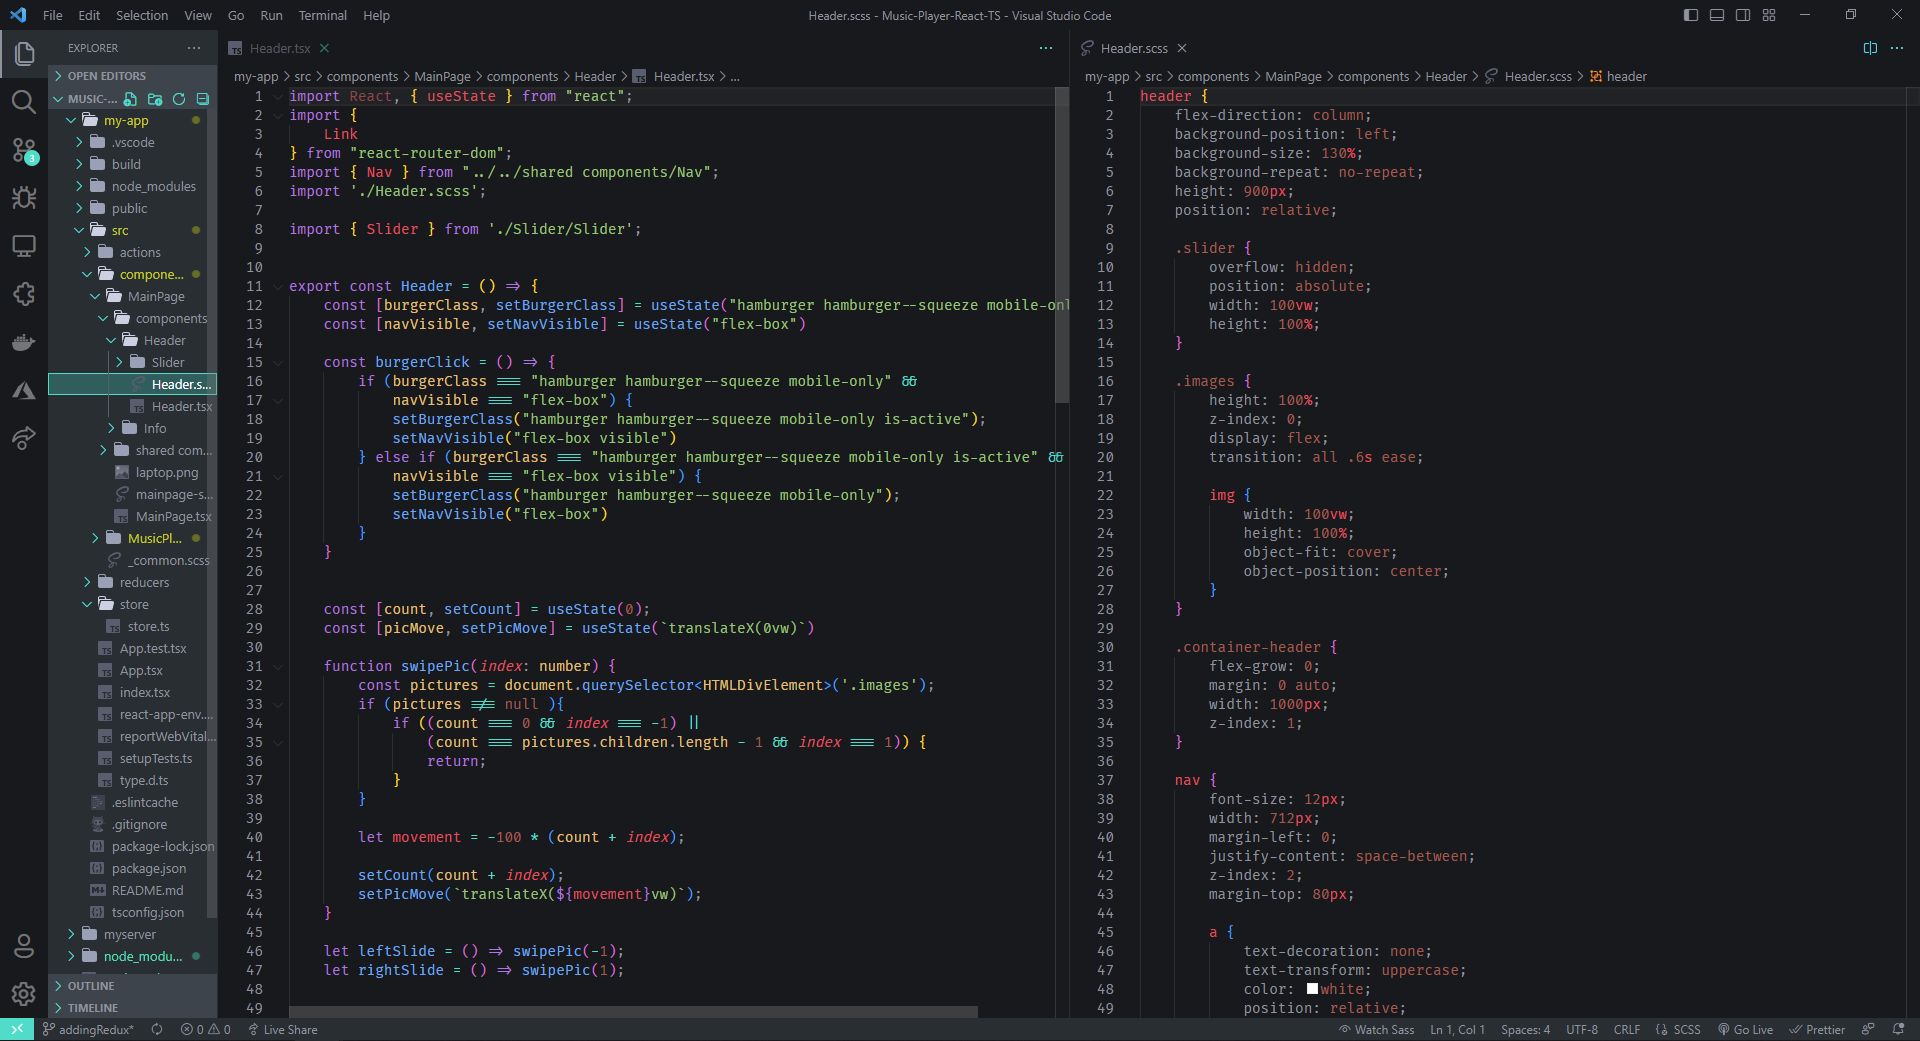 File Edit Selection View Go Run Terminal Help
Header.scss - Music-Player-React-TS - Visual Studio Code
EXPLORER
OPEN EDITORS
MUSIC-...
my-app
.vscode
build
node_modules
public
src
actions
compone...
MainPage
components
Header
Slider
Header.s...
Header.tsx
Info
shared com...
laptop.png
mainpage-s...
MainPage.tsx
MusicPl...
_common.scss
reducers
store
store.ts
App.test.tsx
App.tsx
index.tsx
react-app-env....
reportWebVital...
setupTests.ts
type.d.ts
.eslintcache
.gitignore
package-lock.json
package.json
README.md
tsconfig.json
myserver
node_modu...
OUTLINE
TIMELINE
3
Header.tsx
my-app > src > components > MainPage > components > Header > Header.tsx > ...
1 import React, { useState } from "react";
2 import {
3 Link
4 } from "react-router-dom";
5 import { Nav } from "../../shared components/Nav";
6 import './Header.scss';
7
8 import { Slider } from './Slider/Slider';
9
10
11 export const Header = () => {
12 const [burgerClass, setBurgerClass] = useState("hamburger hamburger--squeeze mobile-onl
13 const [navVisible, setNavVisible] = useState("flex-box")
14
15 const burgerClick = () => {
16 if (burgerClass === "hamburger hamburger--squeeze mobile-only" &&
17 navVisible === "flex-box") {
18 setBurgerClass("hamburger hamburger--squeeze mobile-only is-active");
19 setNavVisible("flex-box visible")
20 } else if (burgerClass === "hamburger hamburger--squeeze mobile-only is-active" &&
21 navVisible === "flex-box visible") {
22 setBurgerClass("hamburger hamburger--squeeze mobile-only");
23 setNavVisible("flex-box")
24 }
25 }
26
27
28 const [count, setCount] = useState(0);
29 const [picMove, setPicMove] = useState(`translateX(0vw)`)
30
31 function swipePic(index: number) {
32 const pictures = document.querySelector<HTMLDivElement>('.images');
33 if (pictures !== null ){
34 if ((count === 0 && index === -1) ||
35 (count === pictures.children.length - 1 && index === 1)) {
36 return;
37 }
38 }
39
40 let movement = -100 * (count + index);
41
42 setCount(count + index);
43 setPicMove(`translateX(${movement}vw)`);
44 }
45
46 let leftSlide = () => swipePic(-1);
47 let rightSlide = () => swipePic(1);
48
49
Header.scss
my-app > src > components > MainPage > components > Header > Header.scss > header
1 header {
2 flex-direction: column;
3 background-position: left;
4 background-size: 130%;
5 background-repeat: no-repeat;
6 height: 900px;
7 position: relative;
8
9 .slider {
10 overflow: hidden;
11 position: absolute;
12 width: 100vw;
13 height: 100%;
14 }
15
16 .images {
17 height: 100%;
18 z-index: 0;
19 display: flex;
20 transition: all .6s ease;
21
22 img {
23 width: 100vw;
24 height: 100%;
25 object-fit: cover;
26 object-position: center;
27 }
28 }
29
30 .container-header {
31 flex-grow: 0;
32 margin: 0 auto;
33 width: 1000px;
34 z-index: 1;
35 }
36
37 nav {
38 font-size: 12px;
39 width: 712px;
40 margin-left: 0;
41 justify-content: space-between;
42 z-index: 2;
43 margin-top: 80px;
44
45 a {
46 text-decoration: none;
47 text-transform: uppercase;
48 color: white;
49 position: relative;
addingRedux* 0 0 Live Share
Watch Sass Ln 1, Col 1 Spaces: 4 UTF-8 CRLF SCSS Go Live Prettier